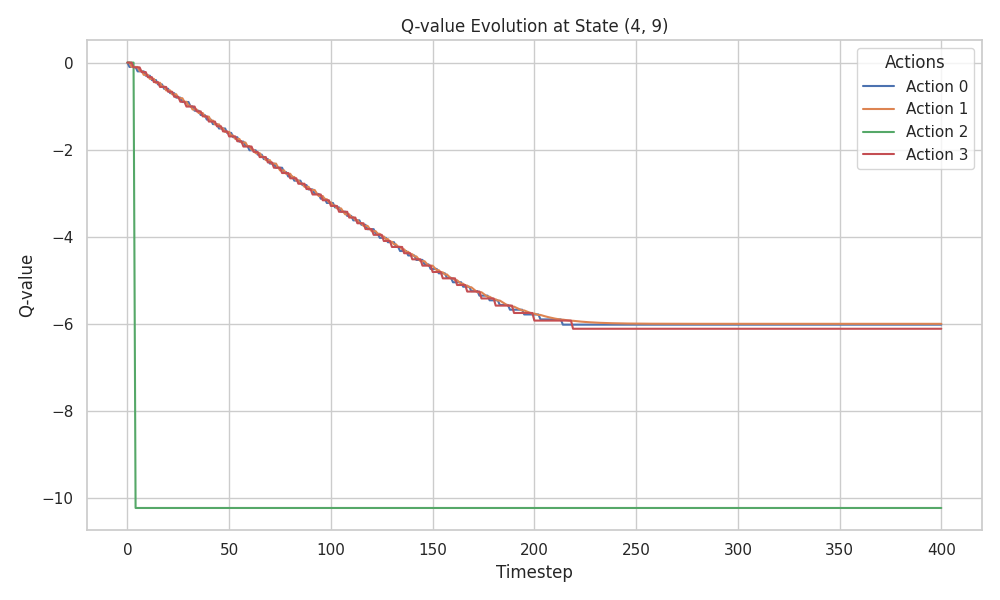 Q-value Evolution at State (4, 9)
Actions
Action 0
Action 1
Action 2
Action 3
Q-value
0
−2
−4
−6
−8
−10
0 50 100 150 200 250 300 350 400
Timestep